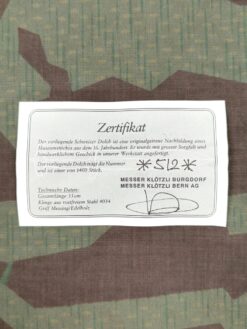 Zertifikat
Der vorliegende Schweizer Dolch ist eine originalgetreue Nachbildung eines
Museumsstückes aus dem 16. Jahrhundert. Er wurde mit grosser Sorgfalt und
handwerklichem Geschick in unserer Werkstatt angefertigt.
Der vorliegende Dolch trägt die Nummer
und ist einer von 1400 Stück.
*512*
MESSER KLÖTZLI BURGDORF
MESSER KLÖTZLI BERN AG
Technische Daten:
Gesamtlänge 35cm
Klinge aus rostfreiem Stahl 4034
Griff Messing/Edelholz